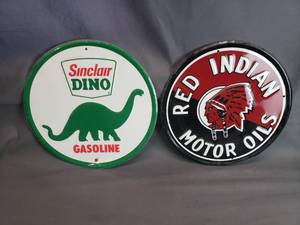 Sinclair
DINO
GASOLINE
RED INDIAN
MOTOR OILS